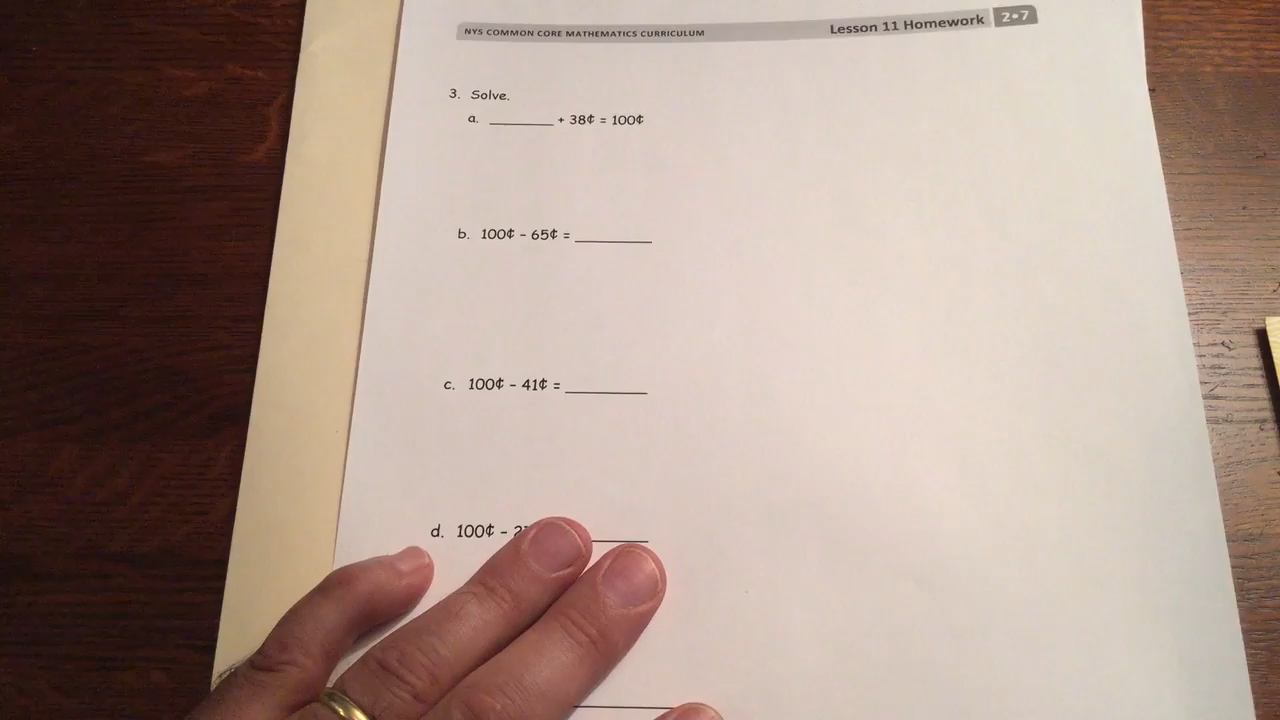 NYS COMMON CORE MATHEMATICS CURRICULUM Lesson 11 Homework 2•7
3. Solve.
a. ________ + 38¢ = 100¢
b. 100¢ - 65¢ = __________
c. 100¢ - 41¢ = __________
d. 100¢ - ________